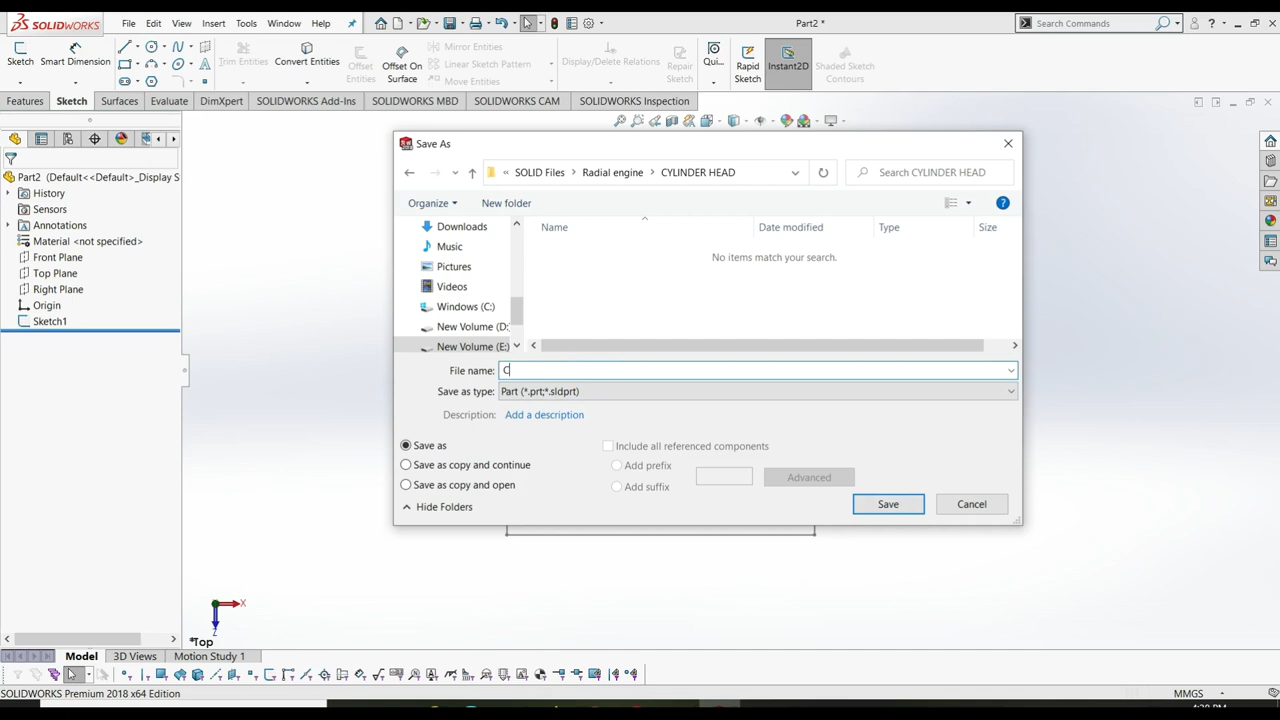 SOLIDWORKS File Edit View Insert Tools Window Help Part2 * Search Commands ?
Sketch Smart Dimension Trim Entities Convert Entities Offset Entities Offset On Surface Mirror Entities Linear Sketch Pattern Move Entities Display/Delete Relations Repair Sketch Qui... Rapid Sketch Instant2D Shaded Sketch Contours
Features Sketch Surfaces Evaluate DimXpert SOLIDWORKS Add-Ins SOLIDWORKS MBD SOLIDWORKS CAM SOLIDWORKS Inspection
Part2 (Default<<Default>_Display S
History
Sensors
Annotations
Material <not specified>
Front Plane
Top Plane
Right Plane
Origin
Sketch1
Save As
« SOLID Files > Radial engine > CYLINDER HEAD Search CYLINDER HEAD
Organize New folder ?
Downloads
Music
Pictures
Videos
Windows (C:)
New Volume (D:
New Volume (E:)
Name Date modified Type Size
No items match your search.
File name: C
Save as type: Part (*.prt;*.sldprt)
Description: Add a description
Save as
Save as copy and continue
Save as copy and open
Include all referenced components
Add prefix
Add suffix
Advanced
Hide Folders
Save Cancel
X
Z
*Top
Model 3D Views Motion Study 1
SOLIDWORKS Premium 2018 x64 Edition MMGS